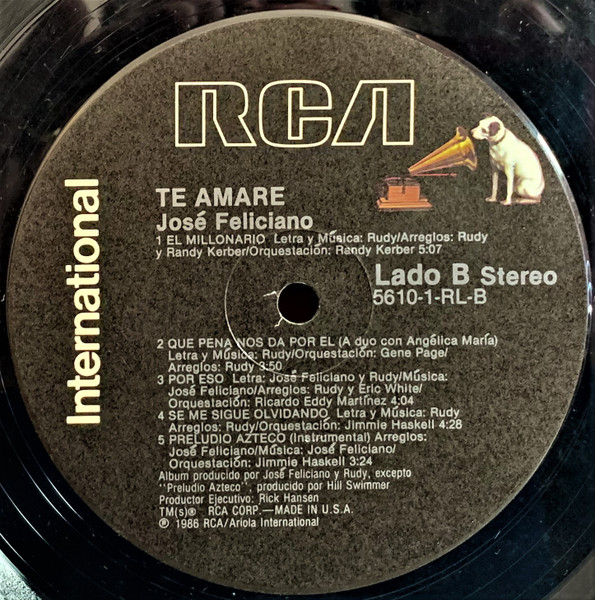 RCA
International
TE AMARE
José Feliciano
1 EL MILLONARIO Letra y Música: Rudy/Arreglos: Rudy
y Randy Kerber/Orquestación: Randy Kerber 5:07
Lado B Stereo
5610-1-RL-B
2 QUE PENA NOS DA POR EL (A duo con Angélica María)
Letra y Música: Rudy/Orquestación: Gene Page/
Arreglos: Rudy 3:50
3 POR ESO Letra: José Feliciano y Rudy/Música:
José Feliciano/Arreglos: Rudy y Eric White/
Orquestación: Ricardo Eddy Martínez 4:04
4 SE ME SIGUE OLVIDANDO Letra y Música: Rudy
Arreglos: Rudy/Orquestación: Jimmie Haskell 4:28
5 PRELUDIO AZTECO (Instrumental) Arreglos:
José Feliciano/Música: José Feliciano/
Orquestación: Jimmie Haskell 3:24
Album producido por José Feliciano y Rudy, excepto
"Preludio Azteco", producido por Hill Swimmer
Productor Ejecutivo: Rick Hansen
TM(s)® RCA CORP.—MADE IN U.S.A.
℗ 1986 RCA/Ariola International